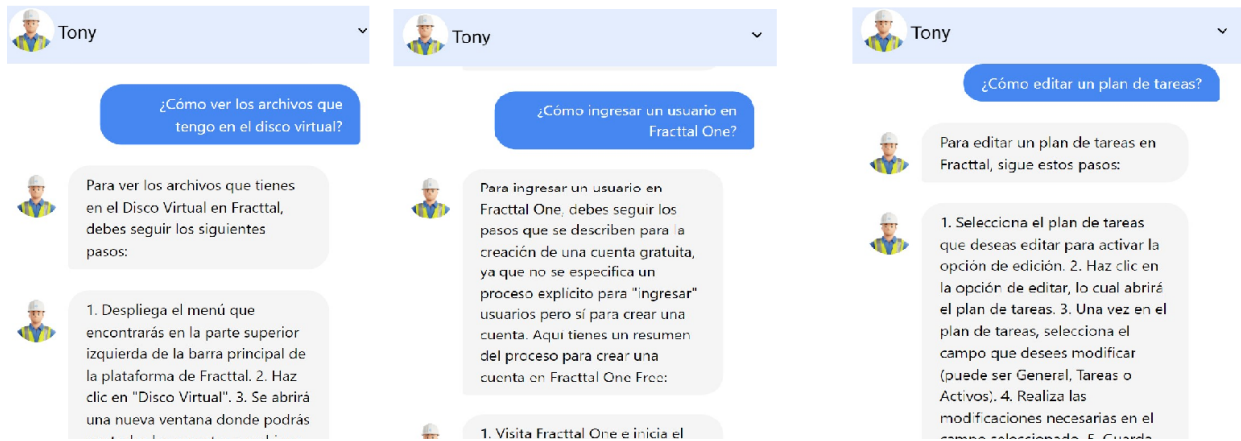 Tony
¿Cómo ver los archivos que
tengo en el disco virtual?
Para ver los archivos que tienes
en el Disco Virtual en Fracttal,
debes seguir los siguientes
pasos:
1. Despliega el menú que
encontrarás en la parte superior
izquierda de la barra principal de
la plataforma de Fracttal. 2. Haz
clic en "Disco Virtual". 3. Se abrirá
una nueva ventana donde podrás
Tony
¿Cómo ingresar un usuario en
Fracttal One?
Para ingresar un usuario en
Fracttal One, debes seguir los
pasos que se describen para la
creación de una cuenta gratuita,
ya que no se especifica un
proceso explícito para "ingresar"
usuarios pero sí para crear una
cuenta. Aquí tienes un resumen
del proceso para crear una
cuenta en Fracttal One Free:
1. Visita Fracttal One e inicia el
Tony
¿Cómo editar un plan de tareas?
Para editar un plan de tareas en
Fracttal, sigue estos pasos:
1. Selecciona el plan de tareas
que deseas editar para activar la
opción de edición. 2. Haz clic en
la opción de editar, lo cual abrirá
el plan de tareas. 3. Una vez en el
plan de tareas, selecciona el
campo que desees modificar
(puede ser General, Tareas o
Activos). 4. Realiza las
modificaciones necesarias en el
campo seleccionado. 5. Guarda